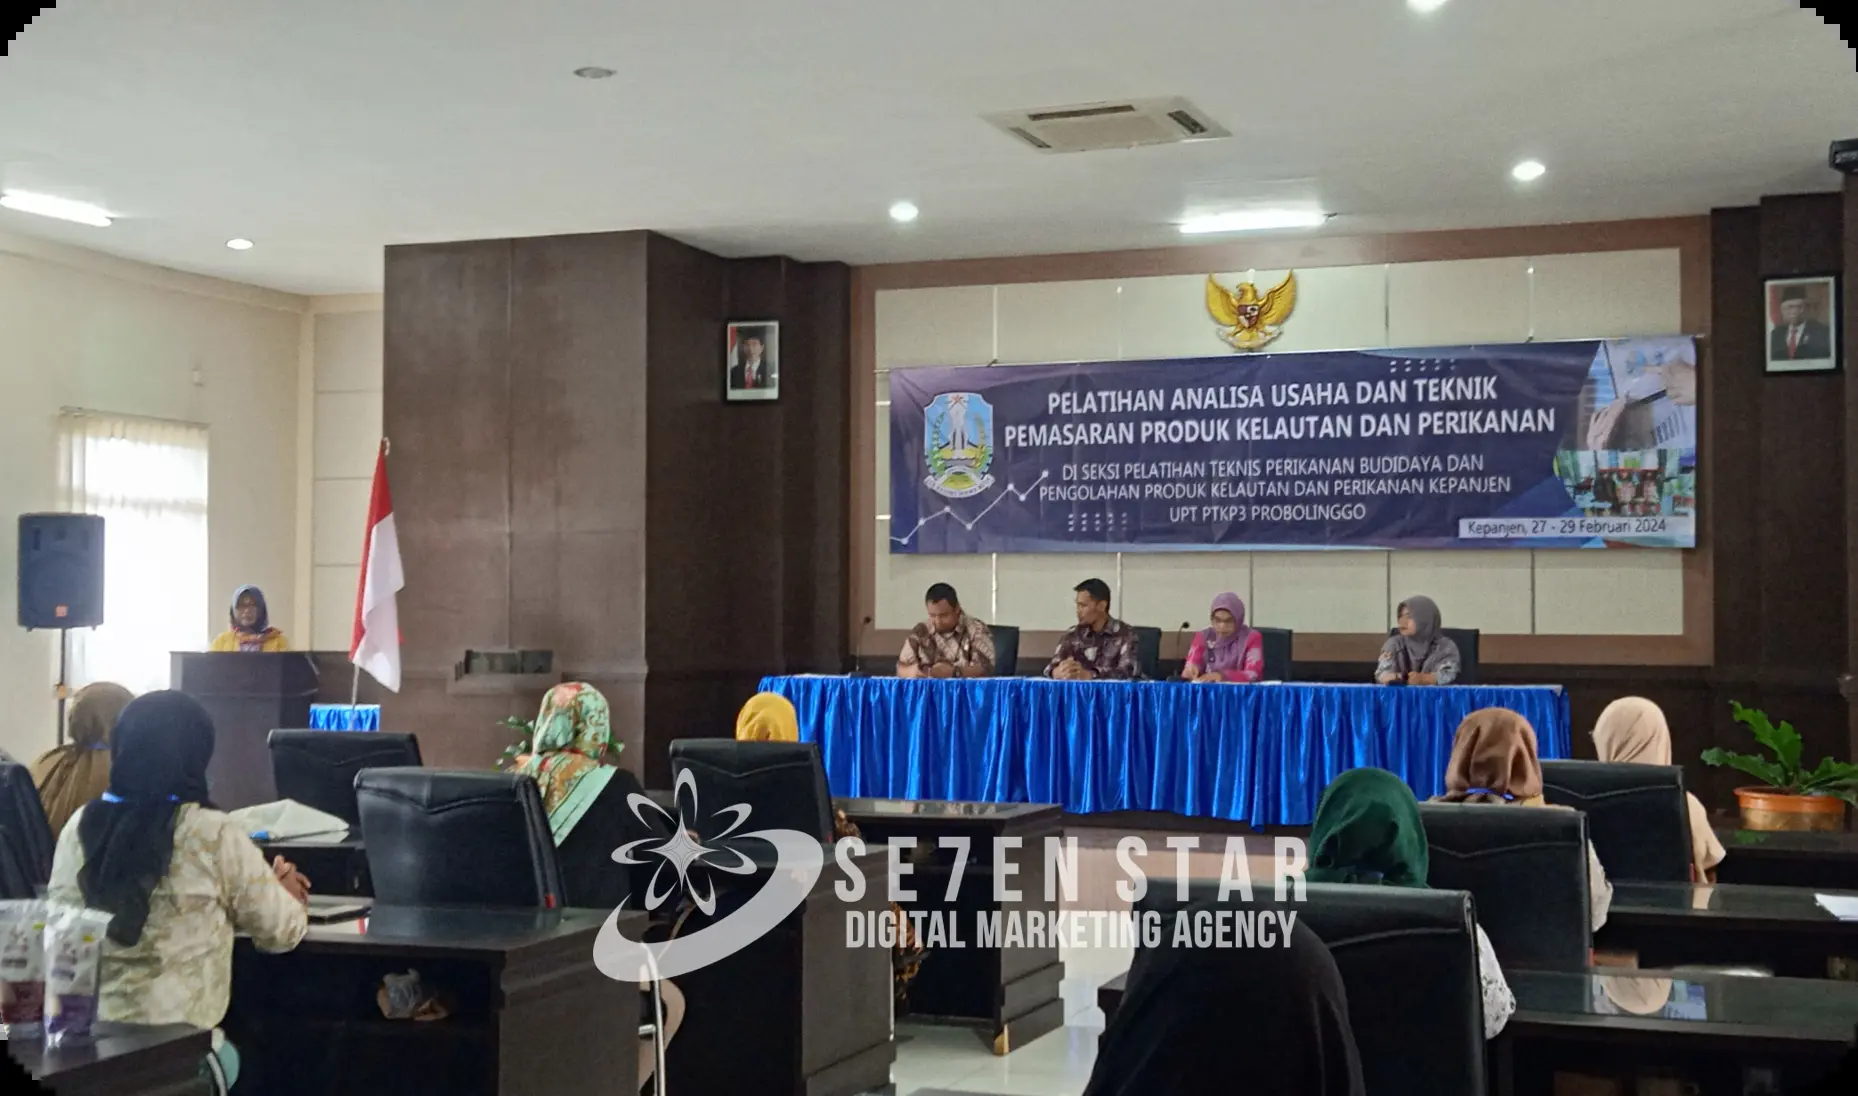 PELATIHAN ANALISA USAHA DAN TEKNIK
PEMASARAN PRODUK KELAUTAN DAN PERIKANAN
DI SEKSI PELATIHAN TEKNIS PERIKANAN BUDIDAYA DAN
PENGOLAHAN PRODUK KELAUTAN DAN PERIKANAN KEPANJEN
UPT PTKP3 PROBOLINGGO
Kepanjen, 27 - 29 Februari 2024
SE7EN STAR
DIGITAL MARKETING AGENCY